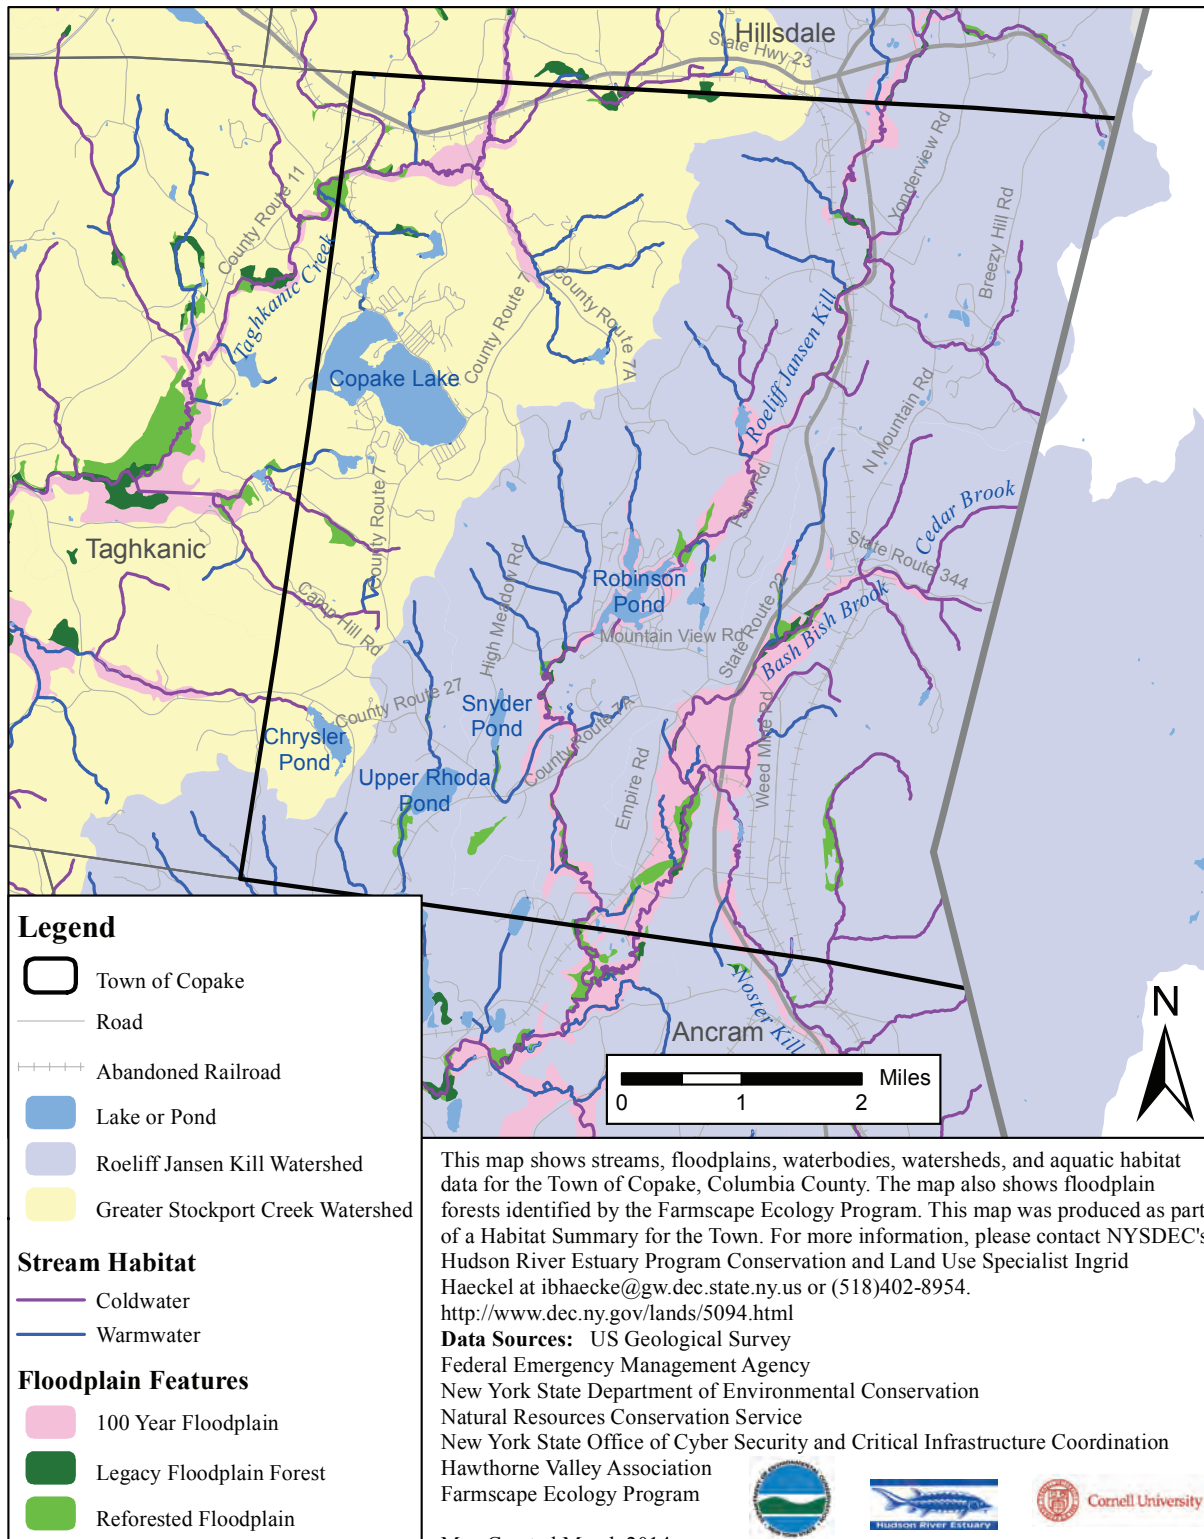 Hillsdale
State Hwy 23
Yonderview Rd
County Route 11
Breezy Hill Rd
Taghkanic Creek
County Route 7
County Route 7A
Roeliff Jansen Kill
Copake Lake
N Mountain Rd
County Route 7
Farm Rd
Cedar Brook
Taghkanic
State Route 344
High Meadow Rd
Robinson
Pond
Camp Hill Rd
Mountain View Rd
State Route 22
Bash Bish Brook
County Route 27
Snyder
Pond
County Route 7A
Chrysler
Pond
Weed Mine Rd
Upper Rhoda
Pond
Empire Rd
Noster Kill
Ancram
N
Miles
0 1 2
Legend
Town of Copake
Road
Abandoned Railroad
Lake or Pond
Roeliff Jansen Kill Watershed
Greater Stockport Creek Watershed
Stream Habitat
Coldwater
Warmwater
Floodplain Features
100 Year Floodplain
Legacy Floodplain Forest
Reforested Floodplain
This map shows streams, floodplains, waterbodies, watersheds, and aquatic habitat
data for the Town of Copake, Columbia County. The map also shows floodplain
forests identified by the Farmscape Ecology Program. This map was produced as part
of a Habitat Summary for the Town. For more information, please contact NYSDEC's
Hudson River Estuary Program Conservation and Land Use Specialist Ingrid
Haeckel at ibhaecke@gw.dec.state.ny.us or (518)402-8954.
http://www.dec.ny.gov/lands/5094.html
Data Sources: US Geological Survey
Federal Emergency Management Agency
New York State Department of Environmental Conservation
Natural Resources Conservation Service
New York State Office of Cyber Security and Critical Infrastructure Coordination
Hawthorne Valley Association
Farmscape Ecology Program
Hudson River Estuary
Cornell University